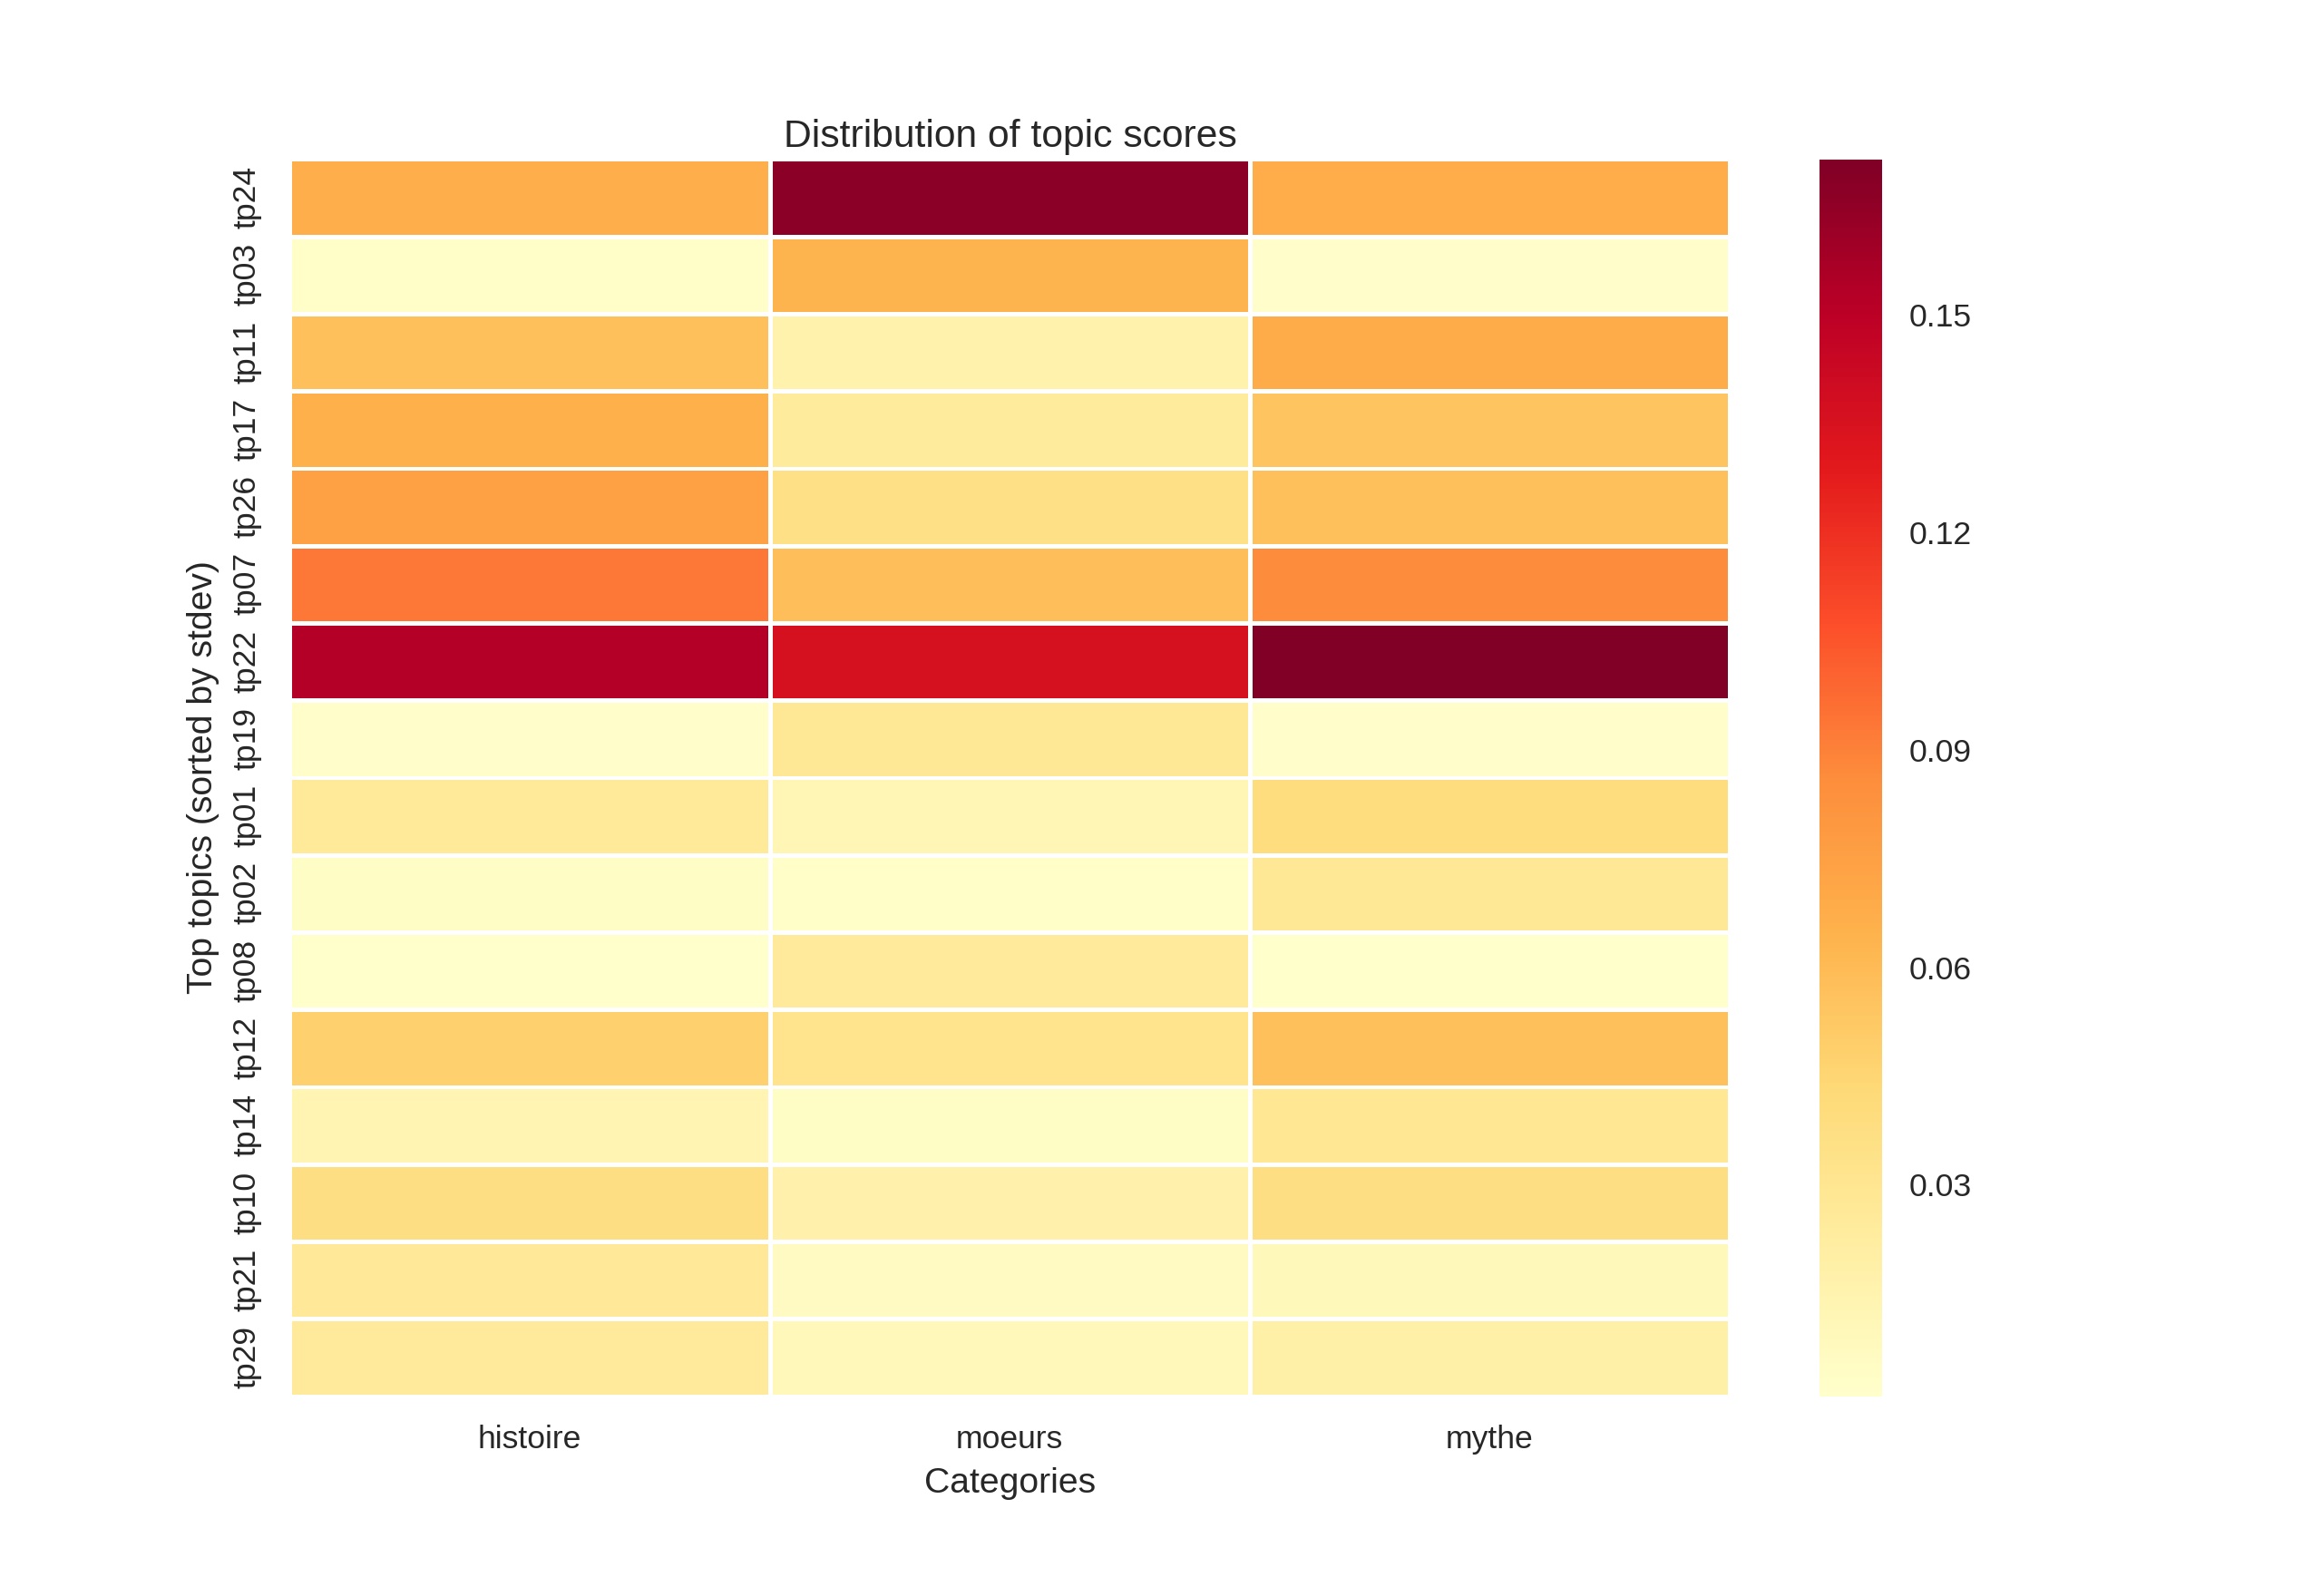 Distribution of topic scores
Top topics (sorted by stdev)
tp24
tp03
tp11
tp17
tp26
tp07
tp22
tp19
tp01
tp02
tp08
tp12
tp14
tp10
tp21
tp29
histoire
moeurs
mythe
Categories
0.15
0.12
0.09
0.06
0.03